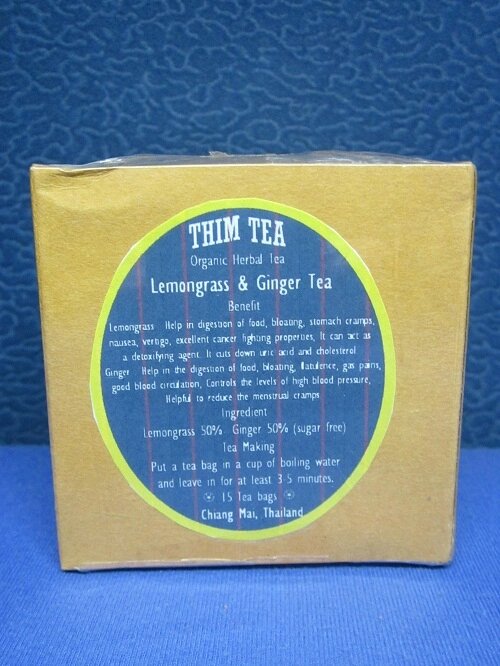 THIM TEA
Organic Herbal Tea
Lemongrass & Ginger Tea
Benefit
Lemongrass Help in digestion of food, bloating, stomach cramps,
nausea, vertigo, excellent cancer fighting properties, It can act as
a detoxifying agent. It cuts down uric acid and cholesterol
Ginger Help in the digestion of food, bloating, flatulence, gas pains,
good blood circulation, Controls the levels of high blood pressure,
Helpful to reduce the menstrual cramps
Ingredient
Lemongrass 50% Ginger 50% (sugar free)
Tea Making
Put a tea bag in a cup of boiling water
and leave in for at least 3-5 minutes.
15 Tea bags
Chiang Mai, Thailand